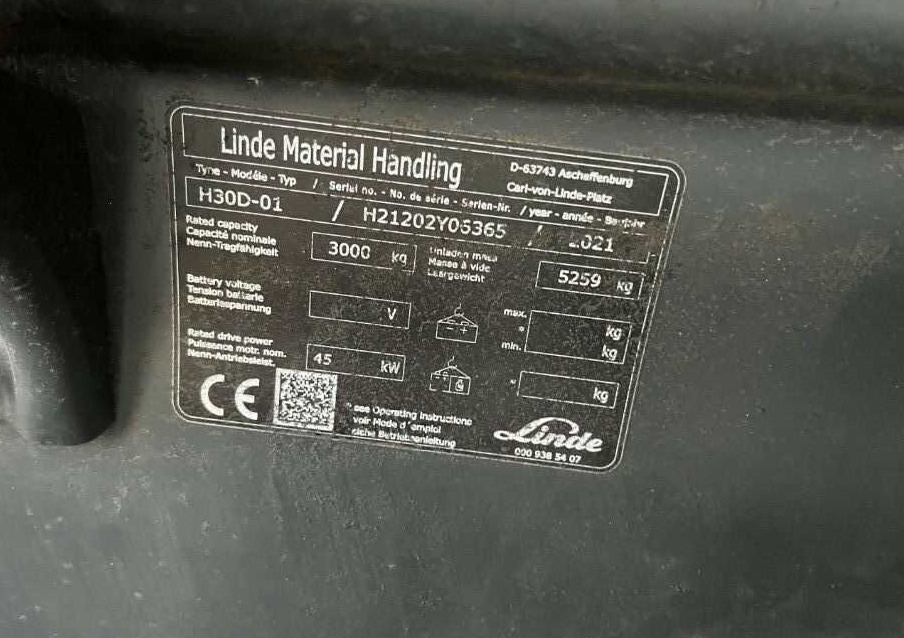 Linde Material Handling
D-63743 Aschaffenburg
Carl-von-Linde-Platz
Type - Modèle - Typ / Serial no. - No. de série - Serien-Nr. / year - année - Baujahr
H30D-01 / H21202Y06365 / 2021
Rated capacity
Capacité nominale
Nenn-Tragfähigkeit
3000 kg
Unladen mass
Masse à vide
Leergewicht
5259 kg
Battery voltage
Tension batterie
Batteriespannung
V
max. kg
*
min. kg
Rated drive power
Puissance motr. nom.
Nenn-Antriebsleist.
45 kW
* kg
CE
* see Operating Instructions
voir Mode d'emploi
siehe Betriebsanleitung
Linde
000 938 54 07